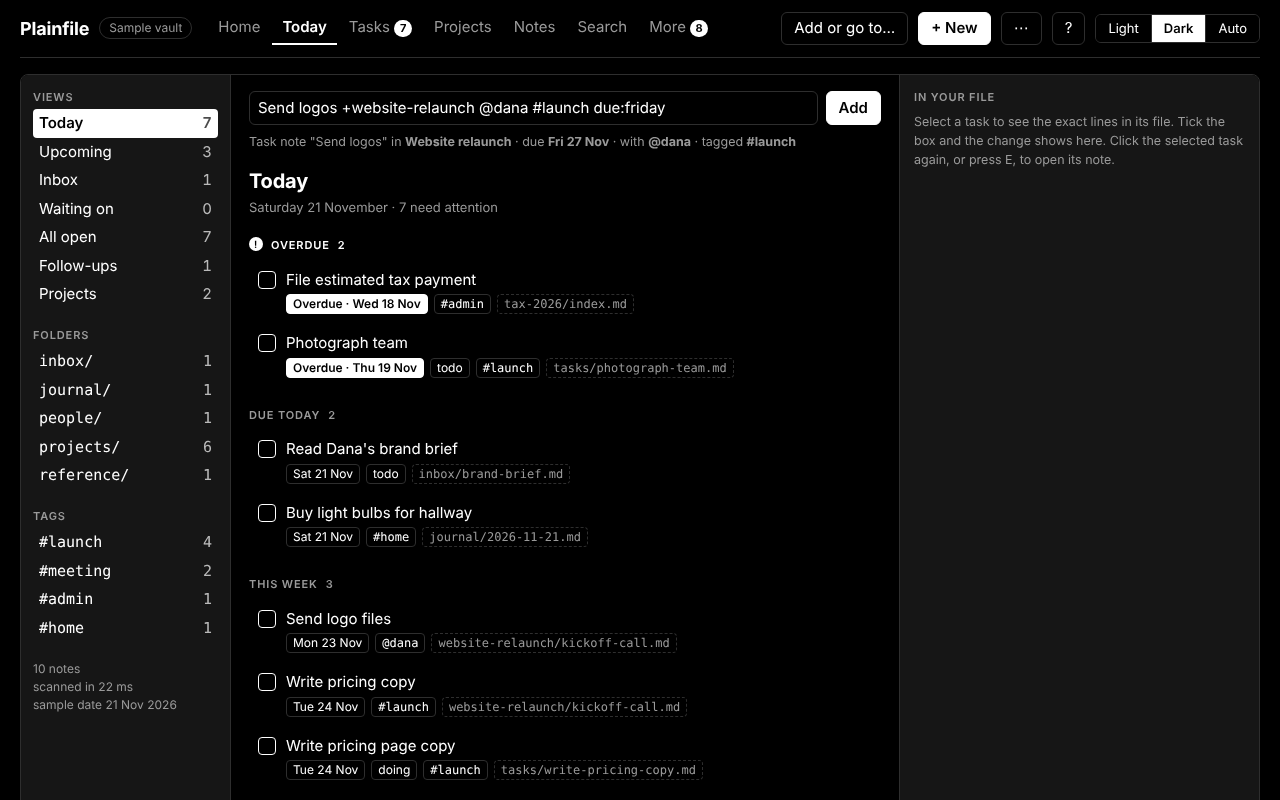 Plainfile Sample vault Home Today Tasks 7 Projects Notes Search More 8 Add or go to... + New ··· ? Light Dark Auto
VIEWS
Today 7
Upcoming 3
Inbox 1
Waiting on 0
All open 7
Follow-ups 1
Projects 2
FOLDERS
inbox/ 1
journal/ 1
people/ 1
projects/ 6
reference/ 1
TAGS
#launch 4
#meeting 2
#admin 1
#home 1
10 notes
scanned in 22 ms
sample date 21 Nov 2026
Send logos +website-relaunch @dana #launch due:friday Add
Task note "Send logos" in Website relaunch · due Fri 27 Nov · with @dana · tagged #launch
Today
Saturday 21 November · 7 need attention
! OVERDUE 2
File estimated tax payment
Overdue · Wed 18 Nov #admin tax-2026/index.md
Photograph team
Overdue · Thu 19 Nov todo #launch tasks/photograph-team.md
DUE TODAY 2
Read Dana's brand brief
Sat 21 Nov todo inbox/brand-brief.md
Buy light bulbs for hallway
Sat 21 Nov #home journal/2026-11-21.md
THIS WEEK 3
Send logo files
Mon 23 Nov @dana website-relaunch/kickoff-call.md
Write pricing copy
Tue 24 Nov #launch website-relaunch/kickoff-call.md
Write pricing page copy
Tue 24 Nov doing #launch tasks/write-pricing-copy.md
IN YOUR FILE
Select a task to see the exact lines in its file. Tick the
box and the change shows here. Click the selected task
again, or press E, to open its note.